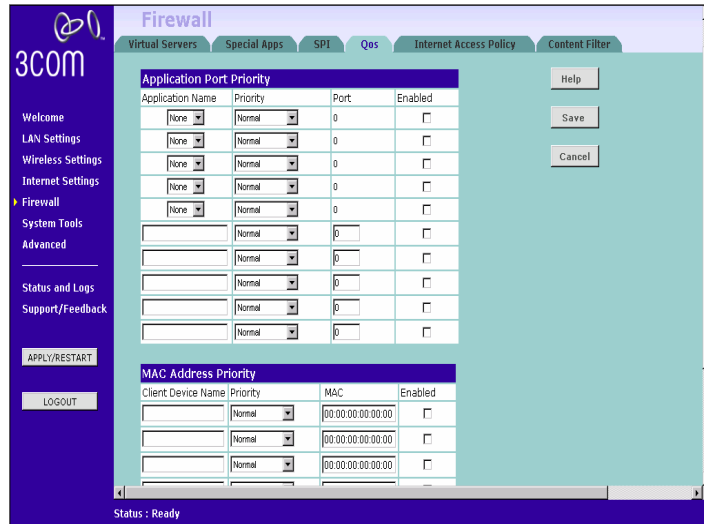 Firewall
Virtual Servers Special Apps SPI Qos Internet Access Policy Content Filter
3COM
Welcome
LAN Settings
Wireless Settings
Internet Settings
Firewall
System Tools
Advanced
Status and Logs
Support/Feedback
APPLY/RESTART
LOGOUT
Application Port Priority
Application Name Priority Port Enabled
None Normal 0
None Normal 0
None Normal 0
None Normal 0
None Normal 0
Normal 0
Normal 0
Normal 0
Normal 0
Normal 0
MAC Address Priority
Client Device Name Priority MAC Enabled
Normal 00:00:00:00:00:00
Normal 00:00:00:00:00:00
Normal 00:00:00:00:00:00
Help
Save
Cancel
Status : Ready